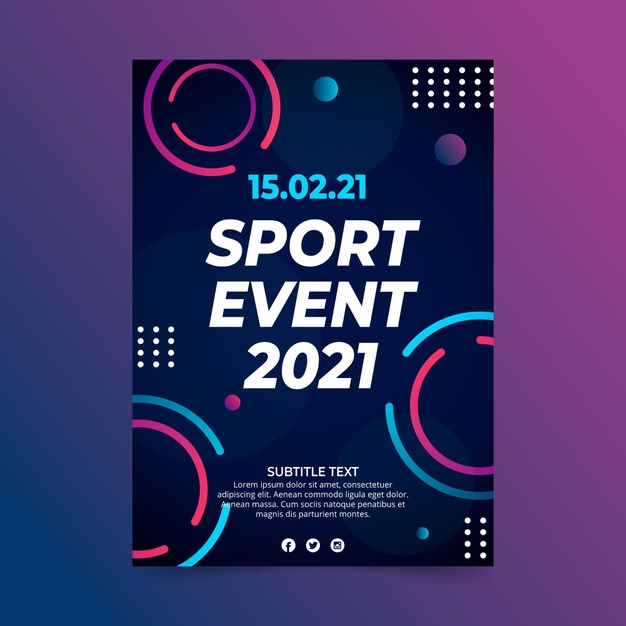 15.02.21
SPORT
EVENT
2021
SUBTITLE TEXT
Lorem ipsum dolor sit amet, consectetuer
adipiscing elit. Aenean commodo ligula eget dolor.
Aenean massa. Cum sociis natoque penatibus et
magnis dis parturient montes,